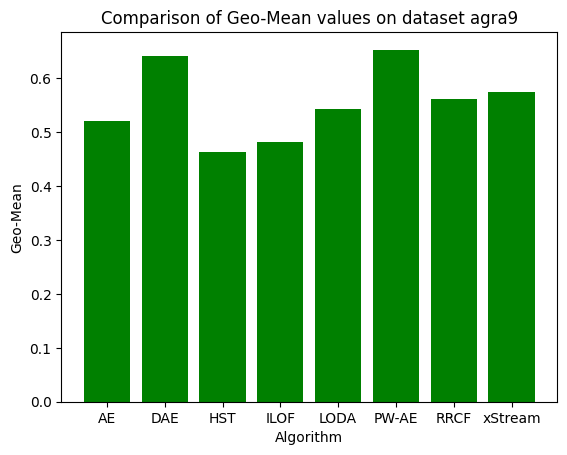 Comparison of Geo-Mean values on dataset agra9
Geo-Mean
0.6
0.5
0.4
0.3
0.2
0.1
0.0
AE DAE HST ILOF LODA PW-AE RRCF xStream
Algorithm